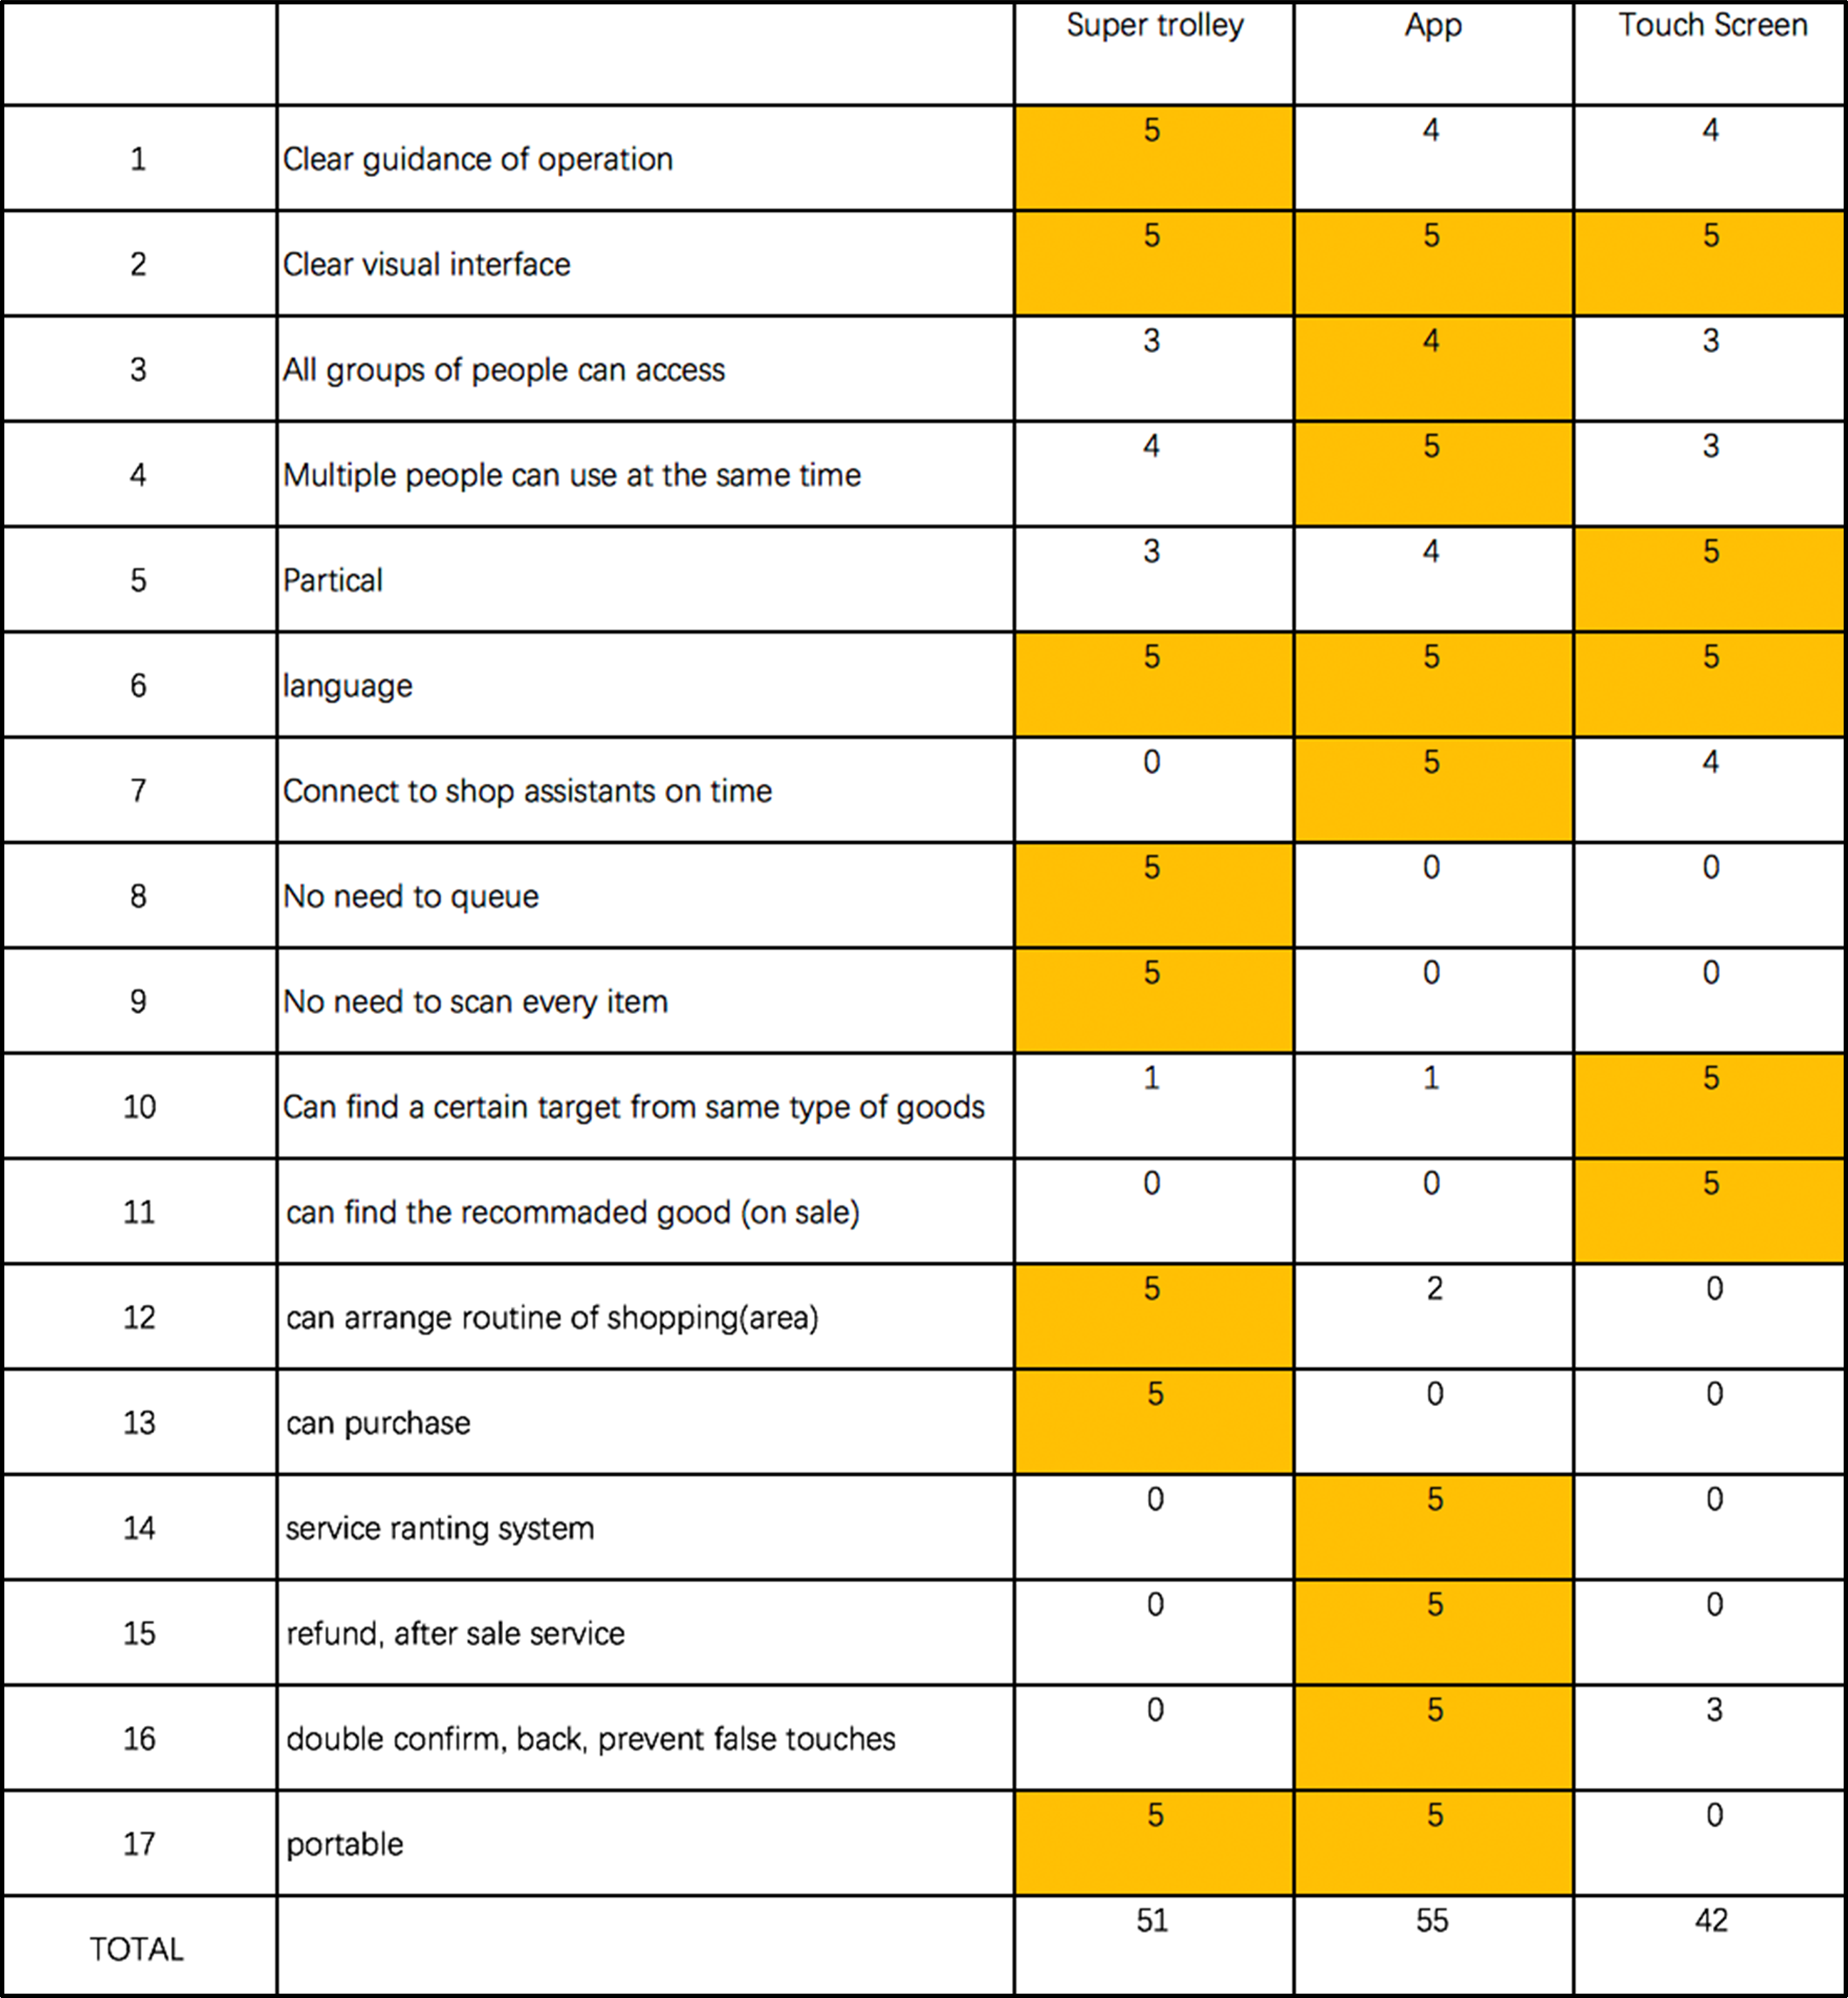 Super trolley App Touch Screen
1 Clear guidance of operation 5 4 4
2 Clear visual interface 5 5 5
3 All groups of people can access 3 4 3
4 Multiple people can use at the same time 4 5 3
5 Partical 3 4 5
6 language 5 5 5
7 Connect to shop assistants on time 0 5 4
8 No need to queue 5 0 0
9 No need to scan every item 5 0 0
10 Can find a certain target from same type of goods 1 1 5
11 can find the recommaded good (on sale) 0 0 5
12 can arrange routine of shopping(area) 5 2 0
13 can purchase 5 0 0
14 service ranting system 0 5 0
15 refund, after sale service 0 5 0
16 double confirm, back, prevent false touches 0 5 3
17 portable 5 5 0
TOTAL 51 55 42